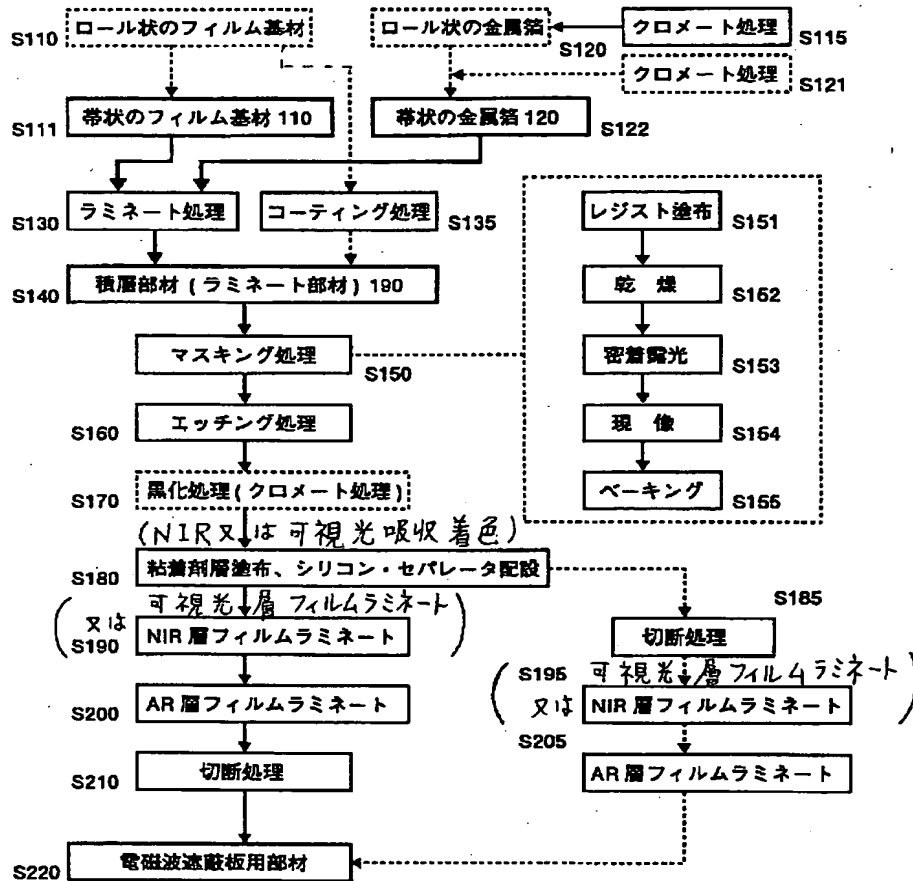 S110 ロール状のフィルム基材
ロール状の金属箔 S120
クロメート処理 S115
クロメート処理 S121
S111 帯状のフィルム基材 110
帯状の金属箔 120 S122
S130 ラミネート処理
コーティング処理 S135
S140 積層部材 ( ラミネート部材 ) 190
マスキング処理 S150
レジスト塗布 S151
乾 燥 S152
密着露光 S153
現 像 S154
ベーキング S155
S160 エッチング処理
S170 黒化処理 ( クロメート処理 )
(NIR又は可視光吸収着色)
S180 粘着剤層塗布、シリコン・セパレータ配設
(又は 可視光層フィルムラミネート)
S190 NIR 層フィルムラミネート
S200 AR 層フィルムラミネート
S210 切断処理
S185
切断処理
S195 可視光層フィルムラミネート
(又は NIR 層フィルムラミネート)
S205
AR 層フィルムラミネート
S220 電磁波遮蔽板用部材